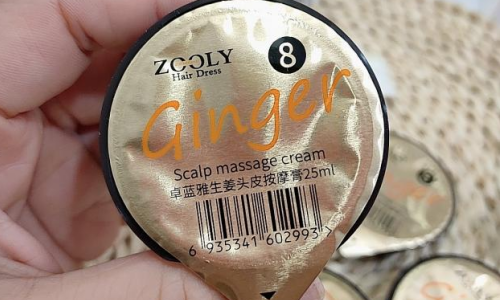 ZOOLY
Hair Dress
8
Ginger
Scalp massage cream
卓蓝雅生姜头皮按摩膏25ml
6 935341 602993 >